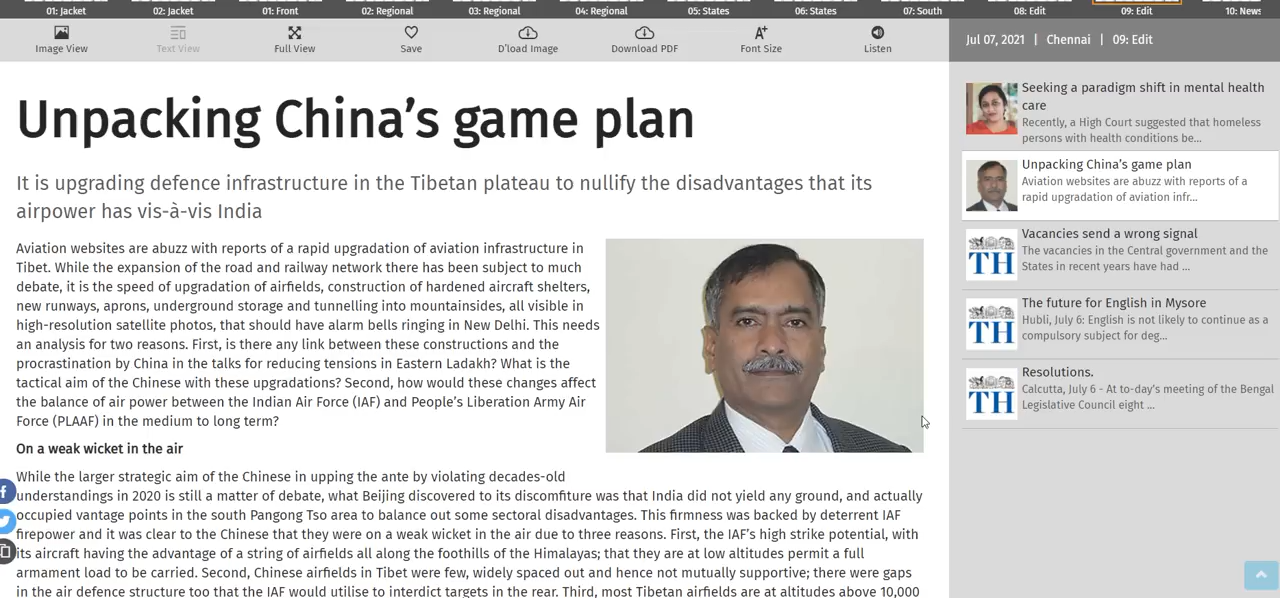 01: Jacket 02: Jacket 01: Front 02: Regional 03: Regional 04: Regional 05: States 06: States 07: South 08: Edit 09: Edit 10: News
Image View Text View Full View Save D'load Image Download PDF Font Size Listen
Jul 07, 2021 | Chennai | 09: Edit
Unpacking China’s game plan
It is upgrading defence infrastructure in the Tibetan plateau to nullify the disadvantages that its
airpower has vis-à-vis India
Aviation websites are abuzz with reports of a rapid upgradation of aviation infrastructure in
Tibet. While the expansion of the road and railway network there has been subject to much
debate, it is the speed of upgradation of airfields, construction of hardened aircraft shelters,
new runways, aprons, underground storage and tunnelling into mountainsides, all visible in
high-resolution satellite photos, that should have alarm bells ringing in New Delhi. This needs
an analysis for two reasons. First, is there any link between these constructions and the
procrastination by China in the talks for reducing tensions in Eastern Ladakh? What is the
tactical aim of the Chinese with these upgradations? Second, how would these changes affect
the balance of air power between the Indian Air Force (IAF) and People’s Liberation Army Air
Force (PLAAF) in the medium to long term?
On a weak wicket in the air
While the larger strategic aim of the Chinese in upping the ante by violating decades-old
understandings in 2020 is still a matter of debate, what Beijing discovered to its discomfiture was that India did not yield any ground, and actually
occupied vantage points in the south Pangong Tso area to balance out some sectoral disadvantages. This firmness was backed by deterrent IAF
firepower and it was clear to the Chinese that they were on a weak wicket in the air due to three reasons. First, the IAF’s high strike potential, with
its aircraft having the advantage of a string of airfields all along the foothills of the Himalayas; that they are at low altitudes permit a full
armament load to be carried. Second, Chinese airfields in Tibet were few, widely spaced out and hence not mutually supportive; there were gaps
in the air defence structure too that the IAF would utilise to interdict targets in the rear. Third, most Tibetan airfields are at altitudes above 10,000
Seeking a paradigm shift in mental health
care
Recently, a High Court suggested that homeless
persons with health conditions be...
Unpacking China’s game plan
Aviation websites are abuzz with reports of a
rapid upgradation of aviation infr...
TH
Vacancies send a wrong signal
The vacancies in the Central government and the
States in recent years have had ...
TH
The future for English in Mysore
Hubli, July 6: English is not likely to continue as a
compulsory subject for deg...
TH
Resolutions.
Calcutta, July 6 - At to-day's meeting of the Bengal
Legislative Council eight ...